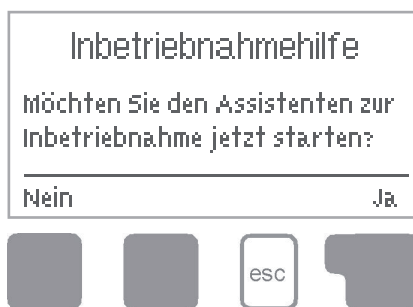 Inbetriebnahmehilfe
Möchten Sie den Assistenten zur
Inbetriebnahme jetzt starten?
Nein Ja
esc